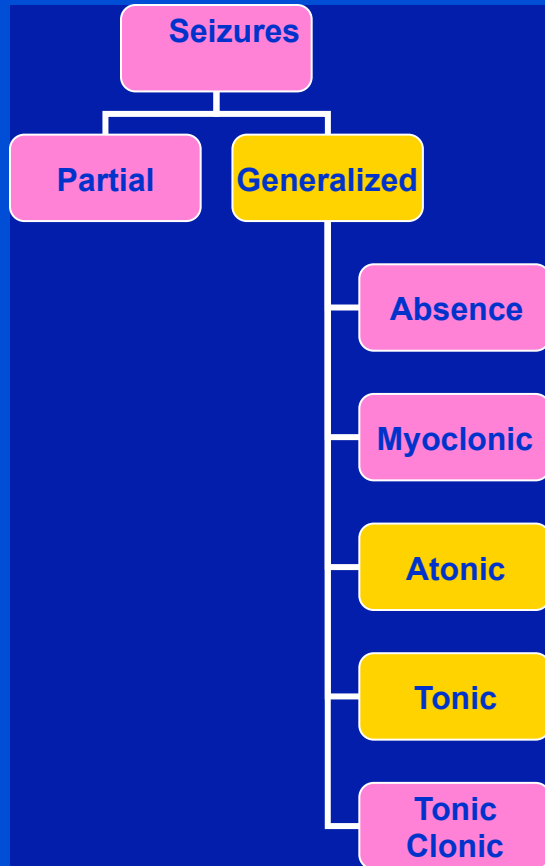 Seizures
Partial
Generalized
Absence
Myoclonic
Atonic
Tonic
Tonic
Clonic